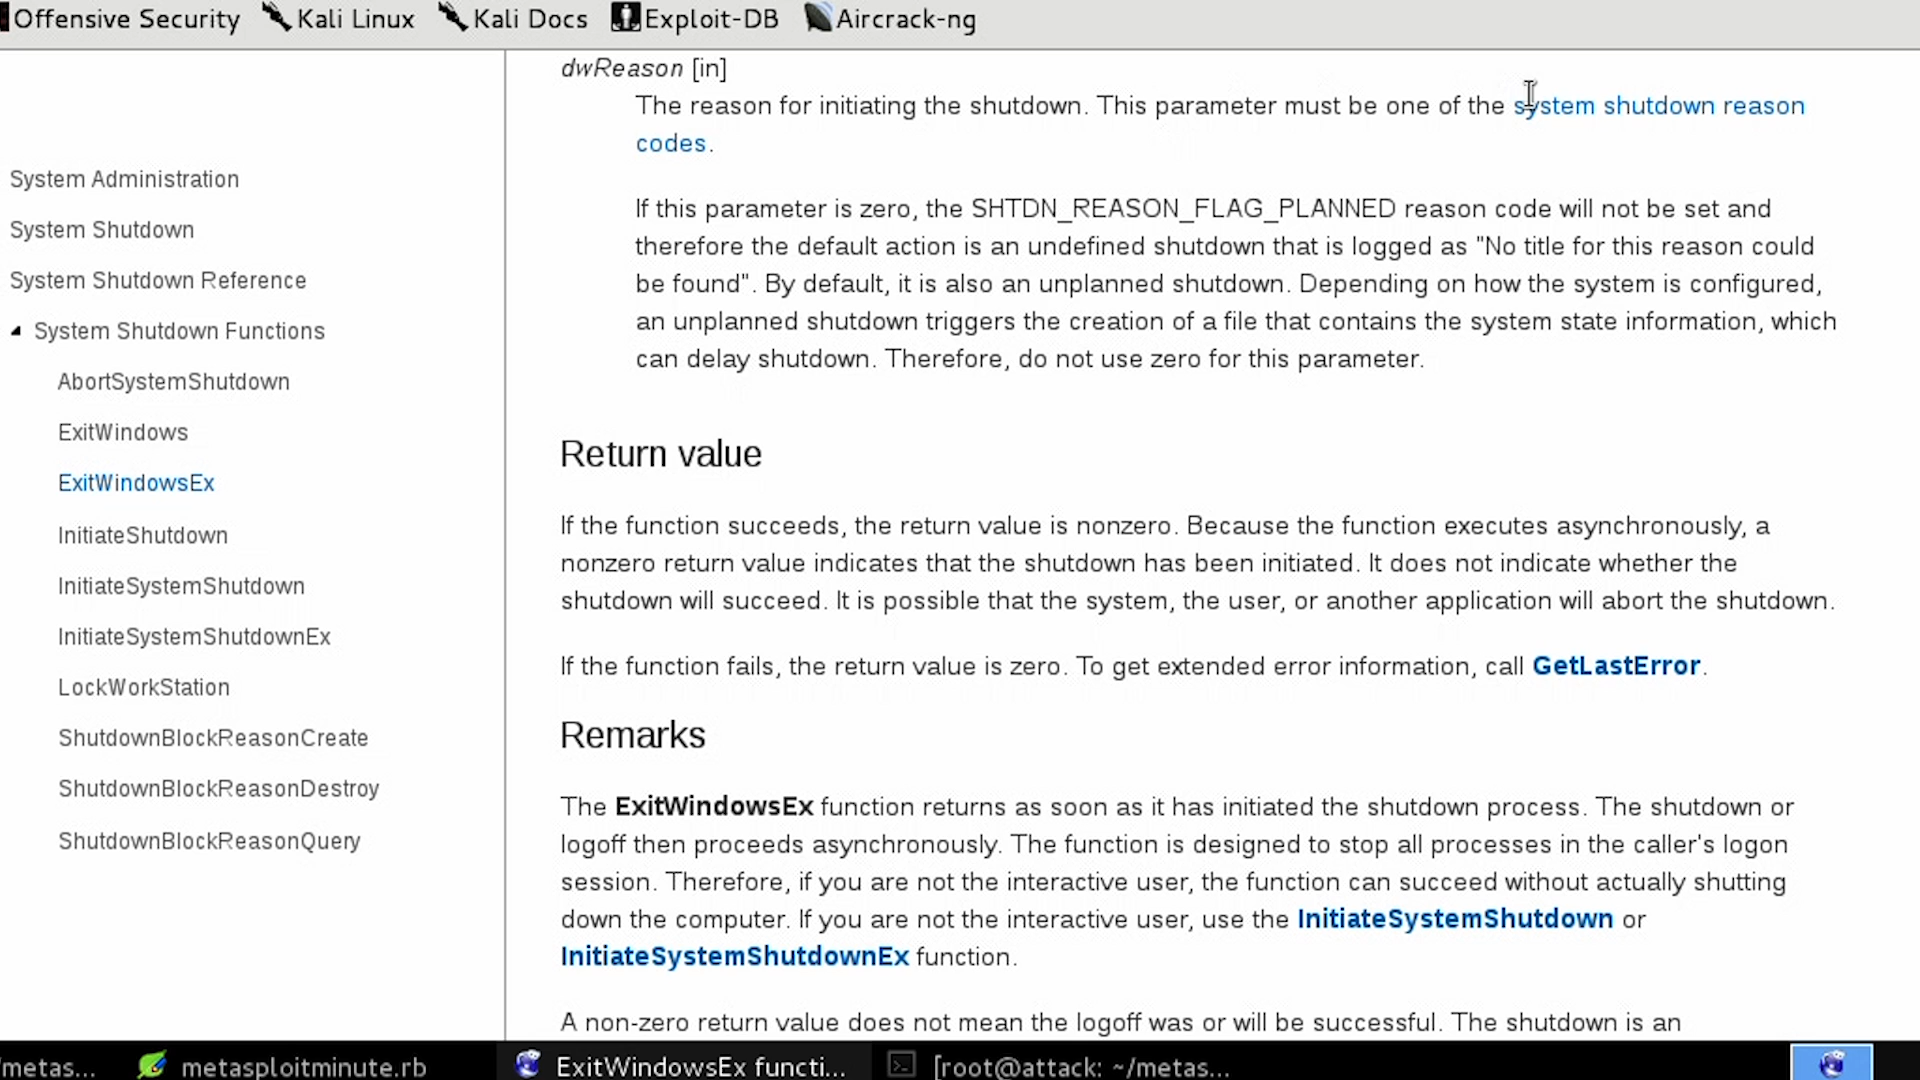 Offensive Security Kali Linux Kali Docs Exploit-DB Aircrack-ng
System Administration
System Shutdown
System Shutdown Reference
System Shutdown Functions
AbortSystemShutdown
ExitWindows
ExitWindowsEx
InitiateShutdown
InitiateSystemShutdown
InitiateSystemShutdownEx
LockWorkStation
ShutdownBlockReasonCreate
ShutdownBlockReasonDestroy
ShutdownBlockReasonQuery
dwReason [in]
The reason for initiating the shutdown. This parameter must be one of the system shutdown reason
codes.
If this parameter is zero, the SHTDN_REASON_FLAG_PLANNED reason code will not be set and
therefore the default action is an undefined shutdown that is logged as "No title for this reason could
be found". By default, it is also an unplanned shutdown. Depending on how the system is configured,
an unplanned shutdown triggers the creation of a file that contains the system state information, which
can delay shutdown. Therefore, do not use zero for this parameter.
Return value
If the function succeeds, the return value is nonzero. Because the function executes asynchronously, a
nonzero return value indicates that the shutdown has been initiated. It does not indicate whether the
shutdown will succeed. It is possible that the system, the user, or another application will abort the shutdown.
If the function fails, the return value is zero. To get extended error information, call GetLastError.
Remarks
The ExitWindowsEx function returns as soon as it has initiated the shutdown process. The shutdown or
logoff then proceeds asynchronously. The function is designed to stop all processes in the caller's logon
session. Therefore, if you are not the interactive user, the function can succeed without actually shutting
down the computer. If you are not the interactive user, use the InitiateSystemShutdown or
InitiateSystemShutdownEx function.
A non-zero return value does not mean the logoff was or will be successful. The shutdown is an
/metas... metasploitminute.rb ExitWindowsEx functi... [root@attack: ~/metas...